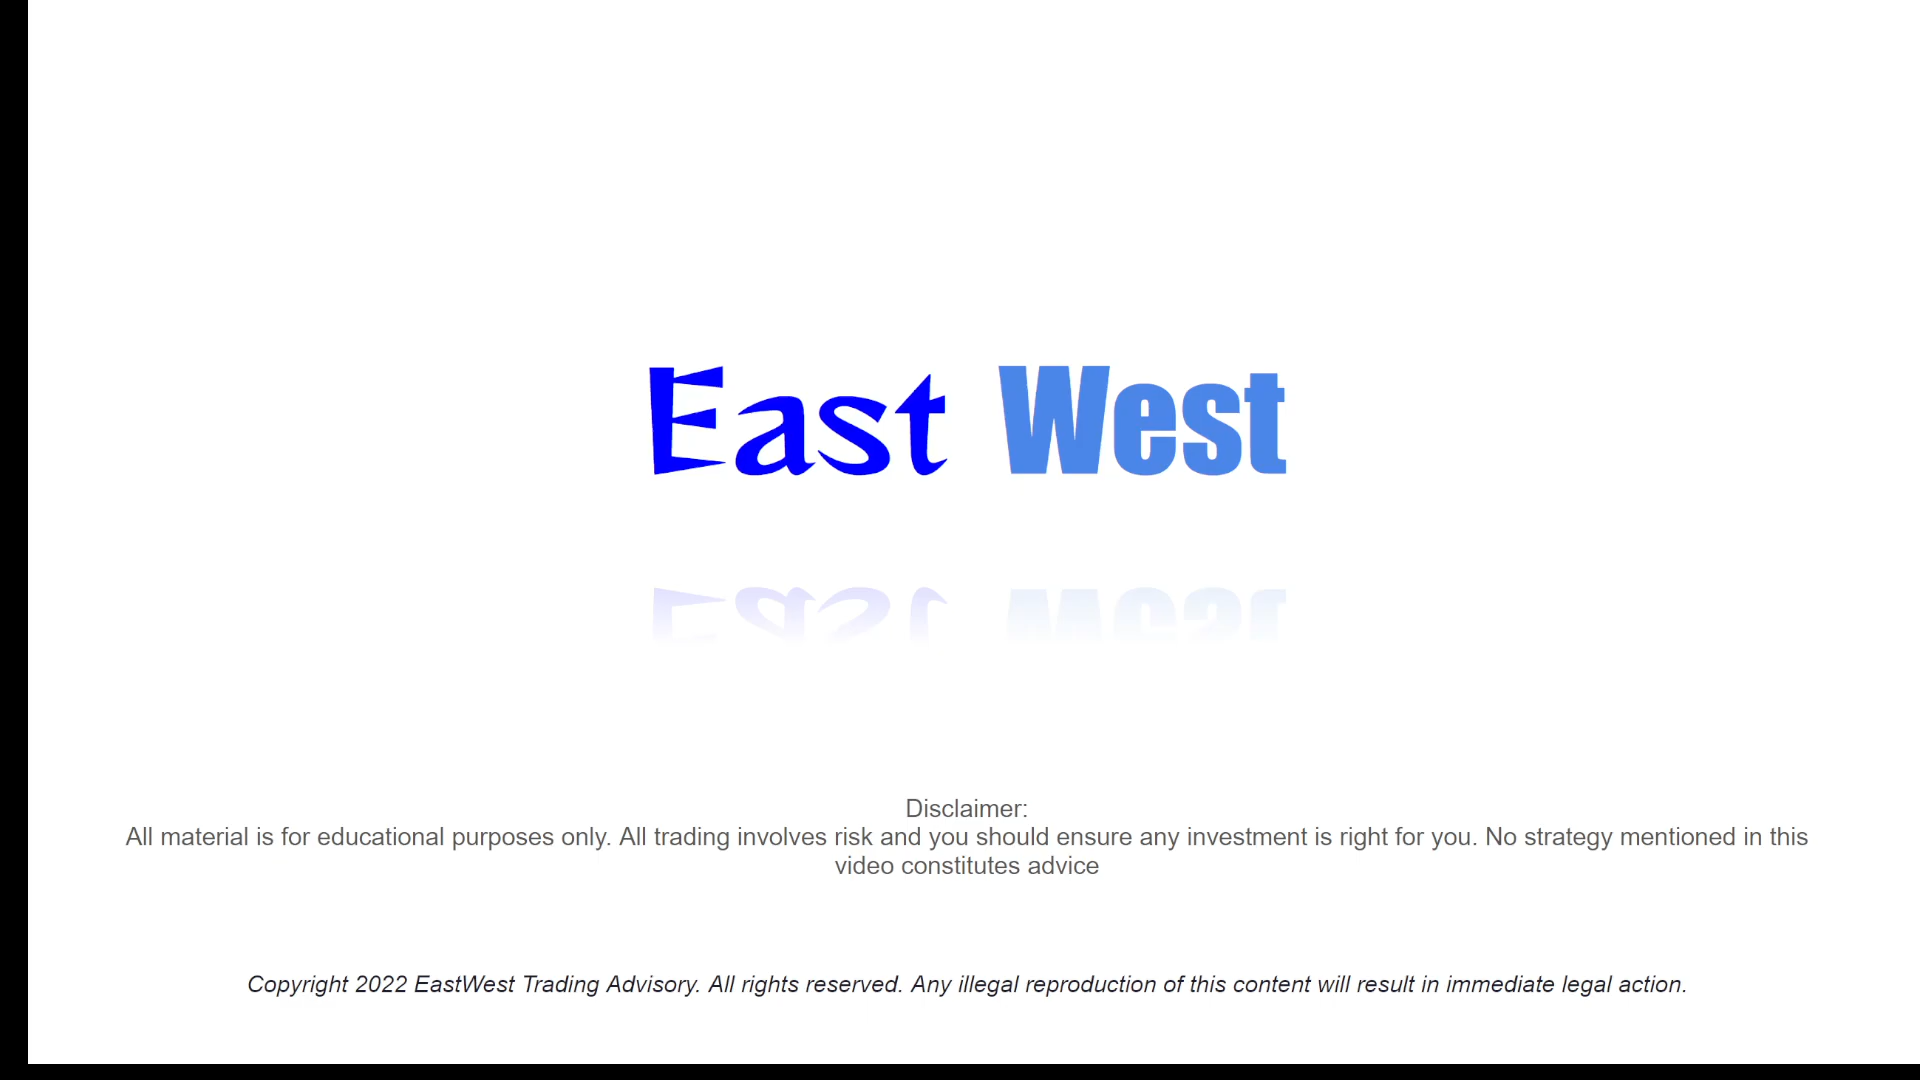 East West
Disclaimer:
All material is for educational purposes only. All trading involves risk and you should ensure any investment is right for you. No strategy mentioned in this
video constitutes advice
Copyright 2022 EastWest Trading Advisory. All rights reserved. Any illegal reproduction of this content will result in immediate legal action.